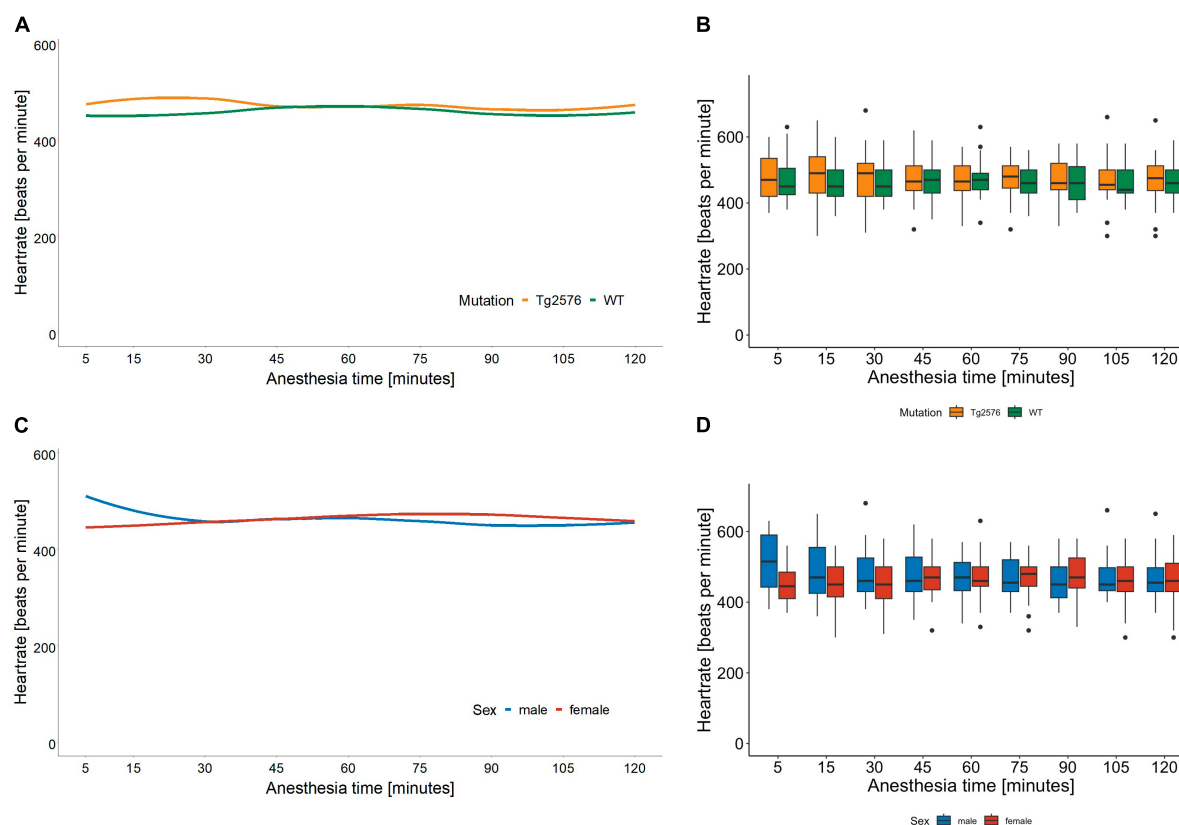 A
Heartrate [beats per minute]
600
400
200
0
Mutation Tg2576 WT
5 15 30 45 60 75 90 105 120
Anesthesia time [minutes]
B
Heartrate [beats per minute]
600
400
200
0
5 15 30 45 60 75 90 105 120
Anesthesia time [minutes]
Mutation Tg2576 WT
C
Heartrate [beats per minute]
600
400
200
0
Sex male female
5 15 30 45 60 75 90 105 120
Anesthesia time [minutes]
D
Heartrate [beats per minute]
600
400
200
0
5 15 30 45 60 75 90 105 120
Anesthesia time [minutes]
Sex male female